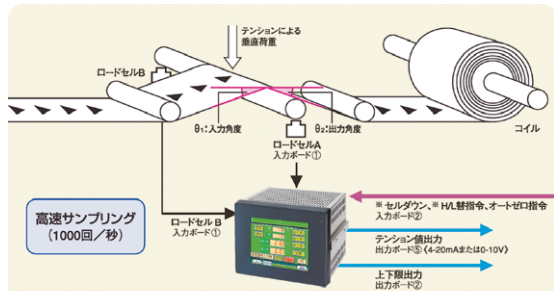 テンションによる
垂直荷重
ロードセルB
θ₁:入力角度
θ₂:出力角度
コイル
ロードセルA
入力ボード①
高速サンプリング
(1000回/秒)
ロードセルB
入力ボード①
※セルダウン、※H/L替指令、オートゼロ指令
入力ボード②
テンション値出力
出力ボード⑤〈4-20mAまたは0-10V〉
上下限出力
出力ボード②